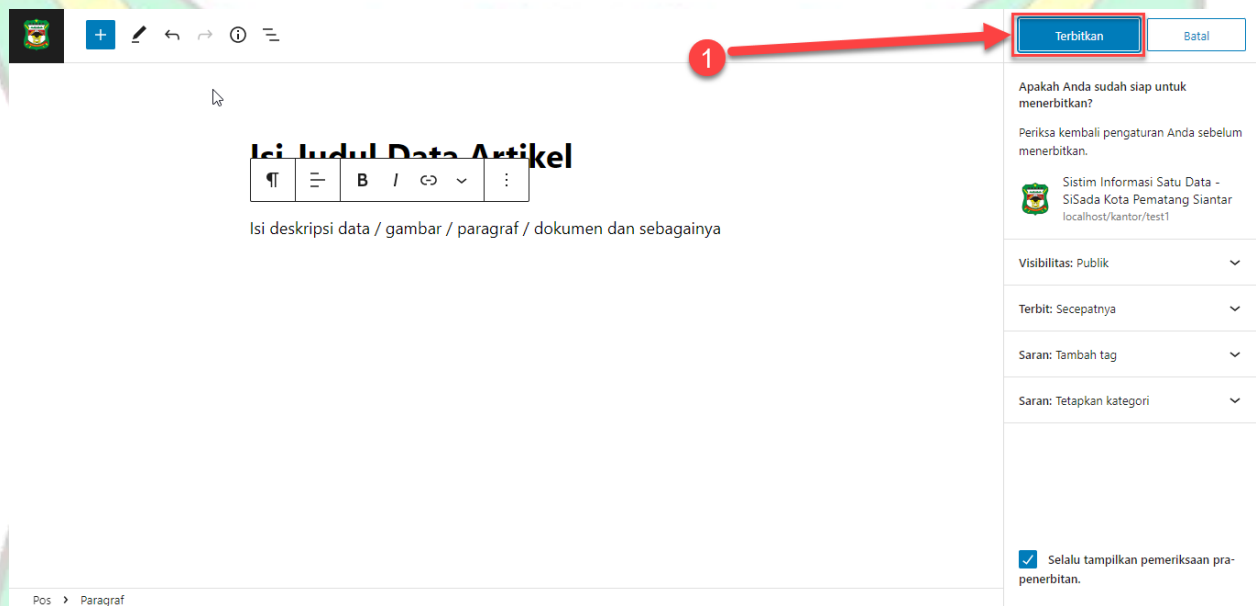 1
Terbitkan
Batal
Isi Judul Data Artikel
B I
Isi deskripsi data / gambar / paragraf / dokumen dan sebagainya
Apakah Anda sudah siap untuk
menerbitkan?
Periksa kembali pengaturan Anda sebelum
menerbitkan.
Sistim Informasi Satu Data -
SiSada Kota Pematang Siantar
localhost/kantor/test1
Visibilitas: Publik
Terbit: Secepatnya
Saran: Tambah tag
Saran: Tetapkan kategori
Selalu tampilkan pemeriksaan pra-
penerbitan.
Pos > Paragraf